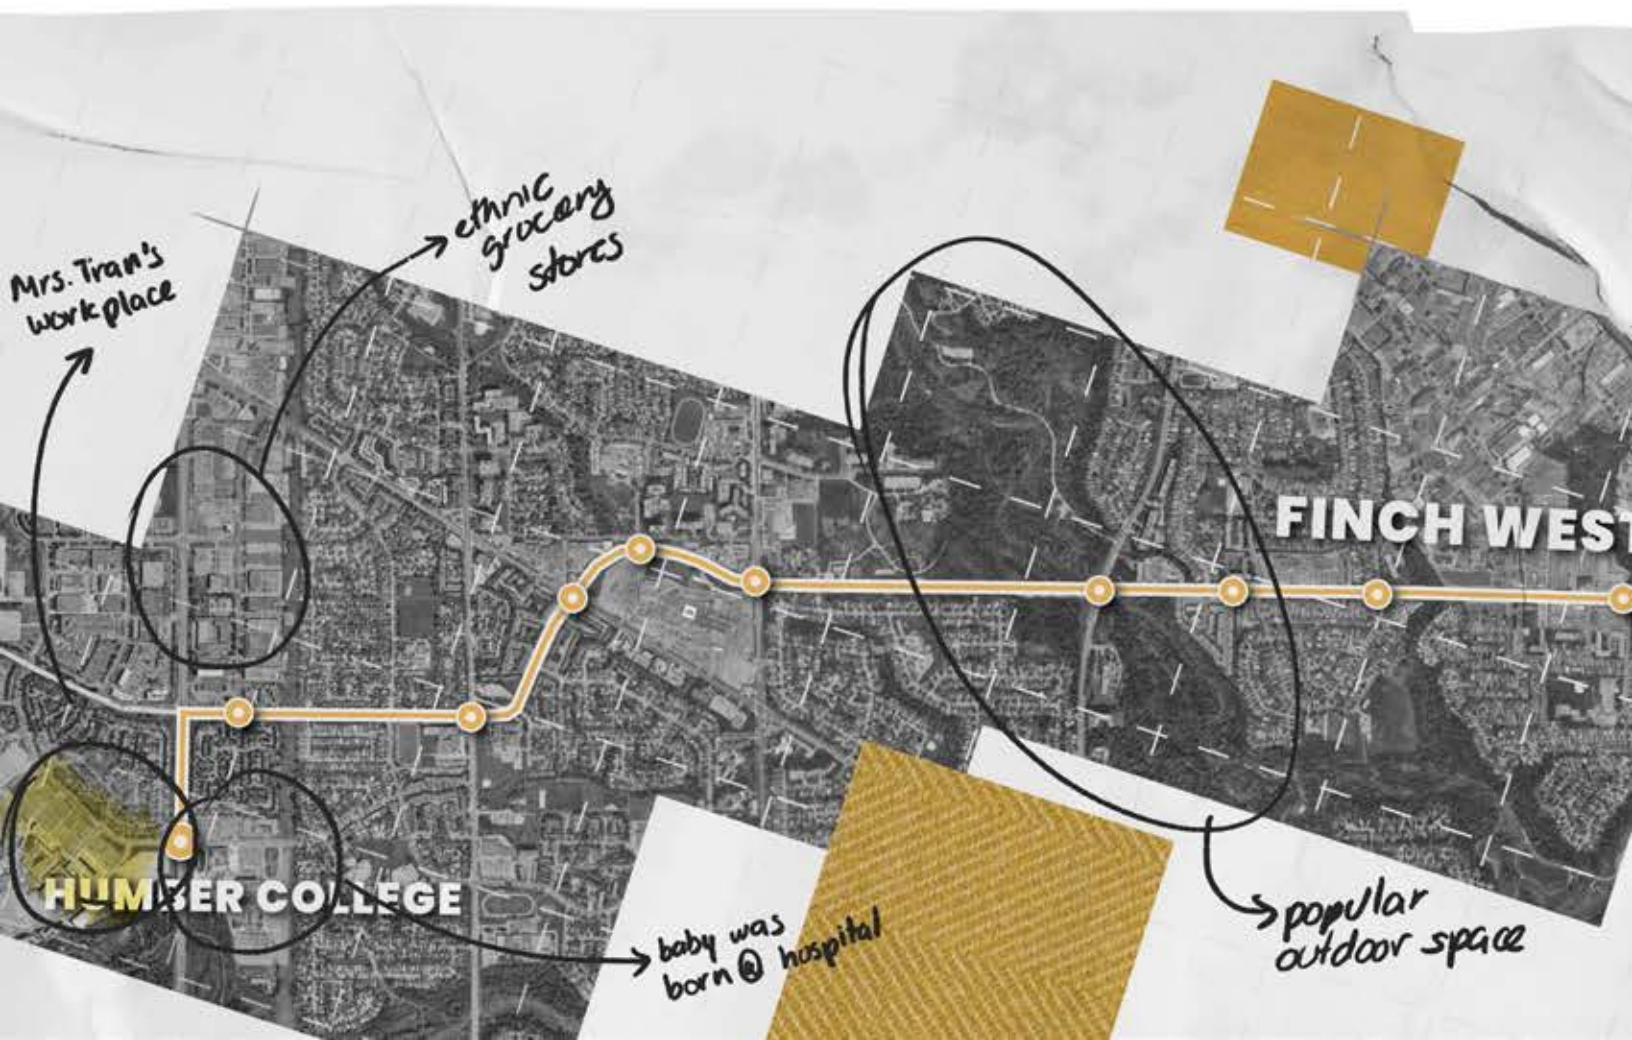 ethnic
grocery
stores
Mrs. Tran's
workplace
FINCH WEST
HUMBER COLLEGE
baby was
born @ hospital
popular
outdoor space